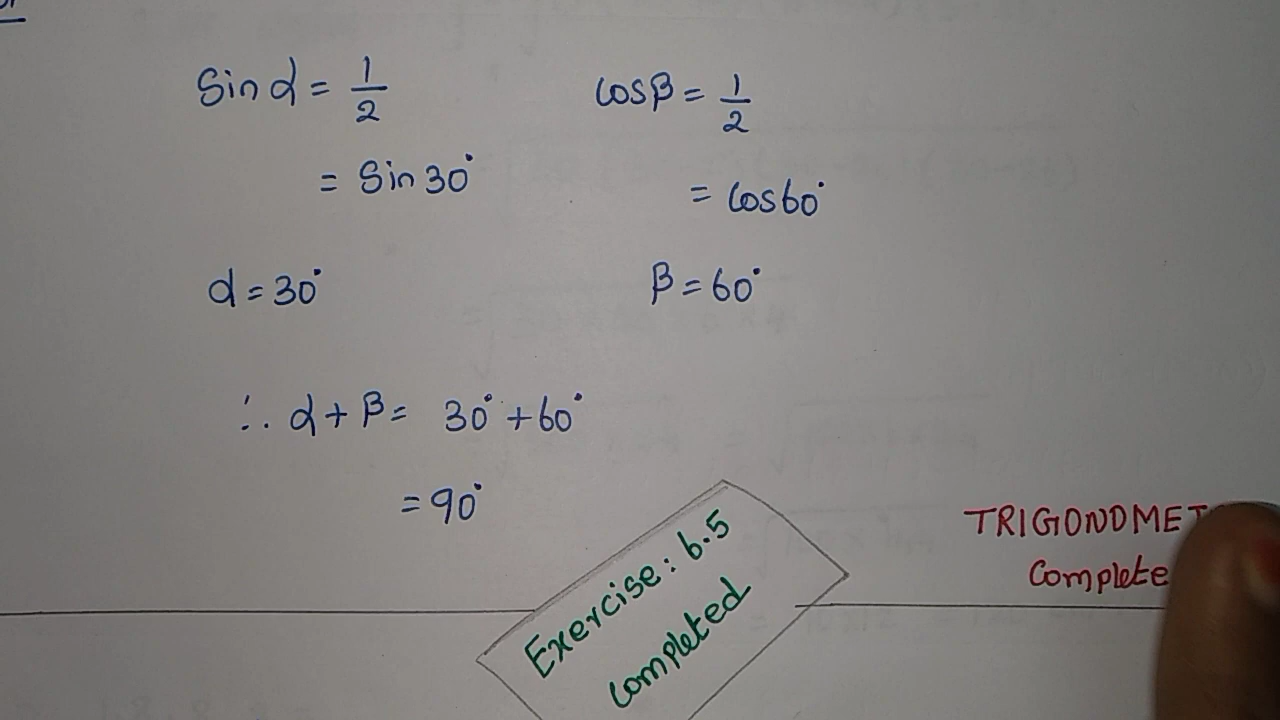 Sin α = 1/2
= Sin 30°
α = 30°
cos β = 1/2
= cos 60°
β = 60°
∴ α + β = 30° + 60°
= 90°
Exercise: 6.5
completed
TRIGONOMET
Complete